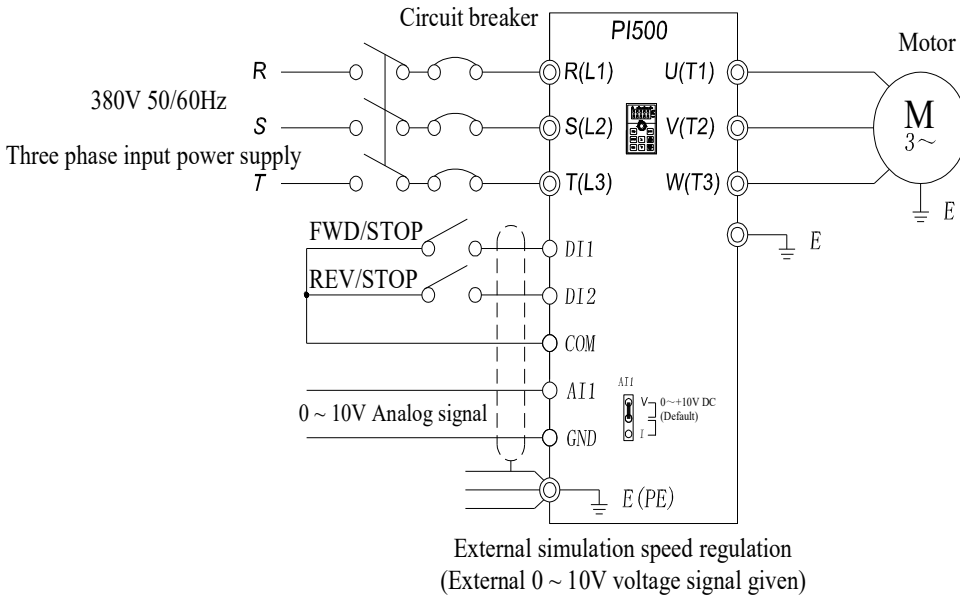 Circuit breaker
PI500
Motor
R
R(L1)
U(T1)
380V 50/60Hz
S
S(L2)
V(T2)
M
3~
Three phase input power supply
T
T(L3)
W(T3)
E
FWD/STOP
DI1
E
REV/STOP
DI2
COM
AI1
AI1
V
0~+10V DC
(Default)
I
0 ~ 10V Analog signal
GND
E(PE)
External simulation speed regulation
(External 0 ~ 10V voltage signal given)